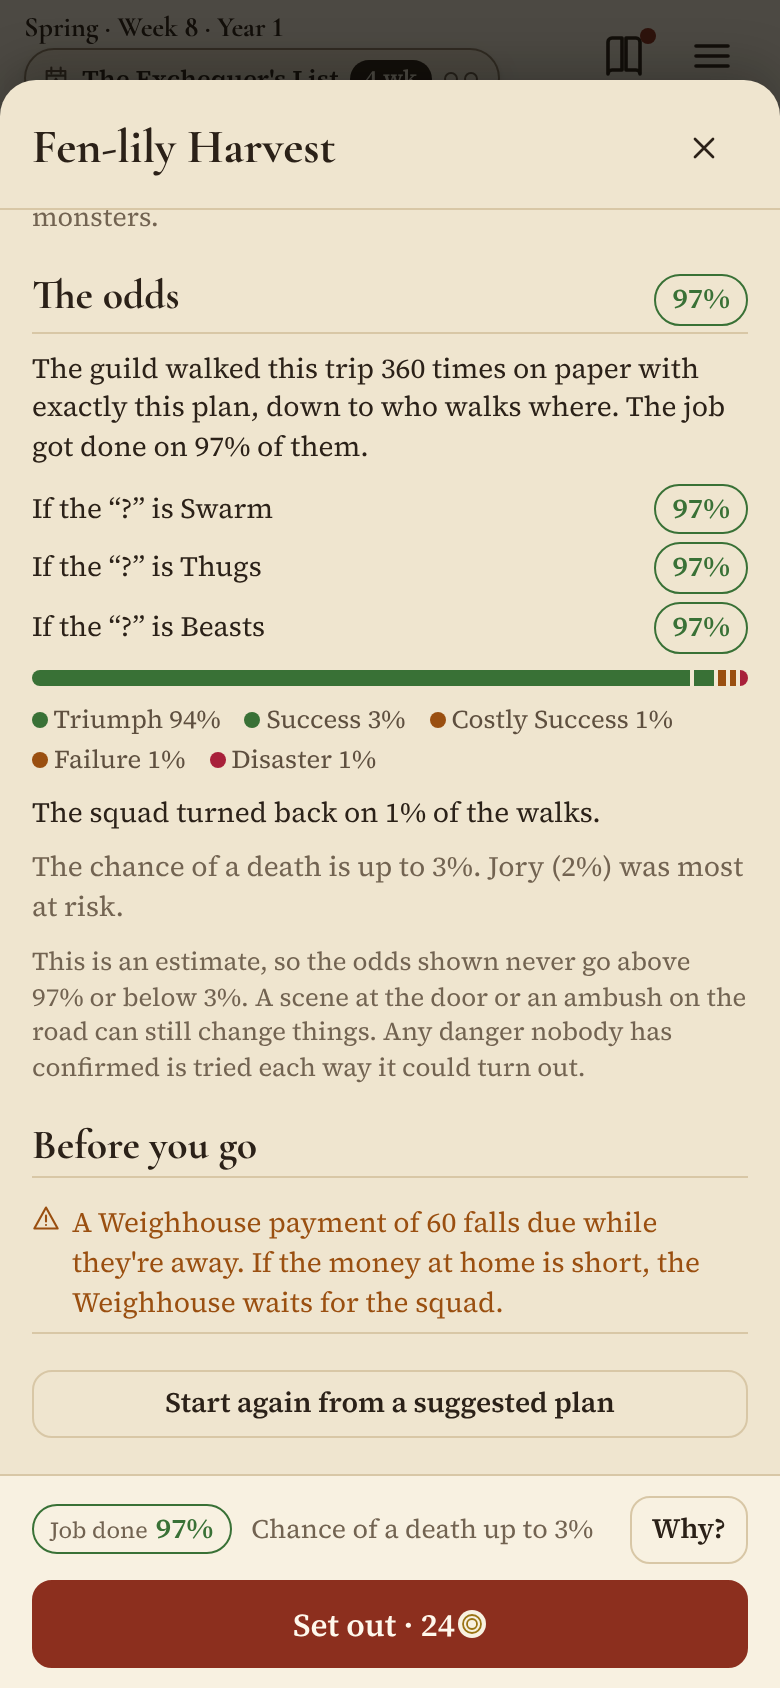 Spring · Week 8 · Year 1
The Exchequer's List 4 wk
Fen-lily Harvest
monsters.
The odds 97%
The guild walked this trip 360 times on paper with
exactly this plan, down to who walks where. The job
got done on 97% of them.
If the “?” is Swarm 97%
If the “?” is Thugs 97%
If the “?” is Beasts 97%
Triumph 94% Success 3% Costly Success 1%
Failure 1% Disaster 1%
The squad turned back on 1% of the walks.
The chance of a death is up to 3%. Jory (2%) was most
at risk.
This is an estimate, so the odds shown never go above
97% or below 3%. A scene at the door or an ambush on the
road can still change things. Any danger nobody has
confirmed is tried each way it could turn out.
Before you go
A Weighhouse payment of 60 falls due while
they're away. If the money at home is short, the
Weighhouse waits for the squad.
Start again from a suggested plan
Job done 97% Chance of a death up to 3% Why?
Set out · 24